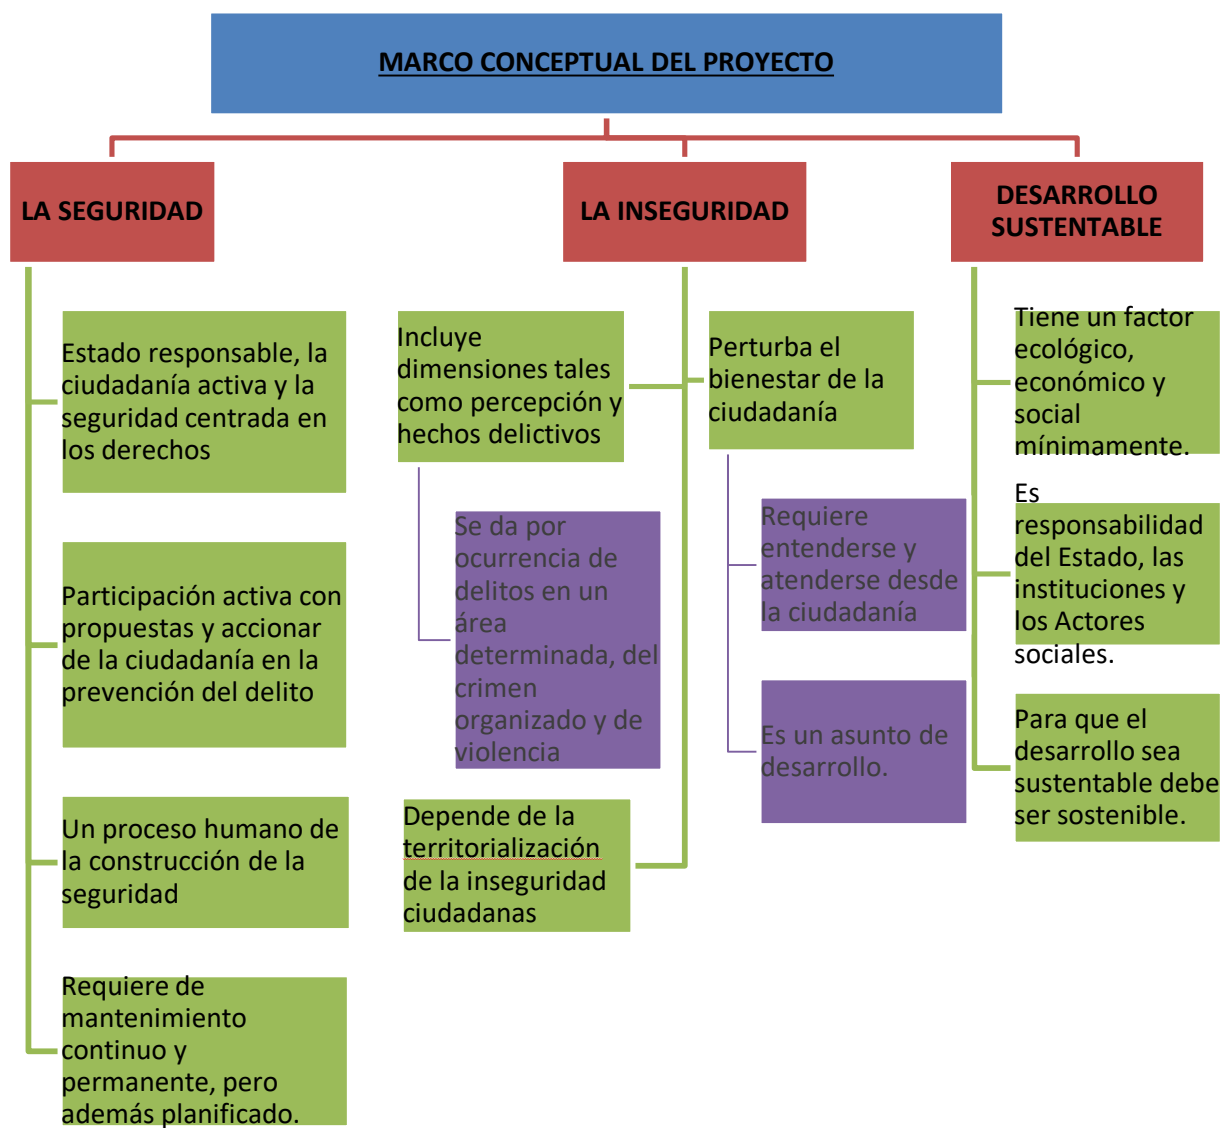 MARCO CONCEPTUAL DEL PROYECTO
LA SEGURIDAD
Estado responsable, la
ciudadanía activa y la
seguridad centrada en
los derechos
Participación activa con
propuestas y accionar
de la ciudadanía en la
prevención del delito
Un proceso humano de
la construcción de la
seguridad
Requiere de
mantenimiento
continuo y
permanente, pero
además planificado.
LA INSEGURIDAD
Incluye
dimensiones tales
como percepción y
hechos delictivos
Se da por
ocurrencia de
delitos en un
área
determinada, del
crimen
organizado y de
violencia
Perturba el
bienestar de la
ciudadanía
Requiere
entenderse y
atenderse desde
la ciudadanía
Es un asunto de
desarrollo.
Depende de la
territorialización
de la inseguridad
ciudadanas
DESARROLLO
SUSTENTABLE
Tiene un factor
ecológico,
económico y
social
mínimamente.
Es
responsabilidad
del Estado, las
instituciones y
los Actores
sociales.
Para que el
desarrollo sea
sustentable debe
ser sostenible.